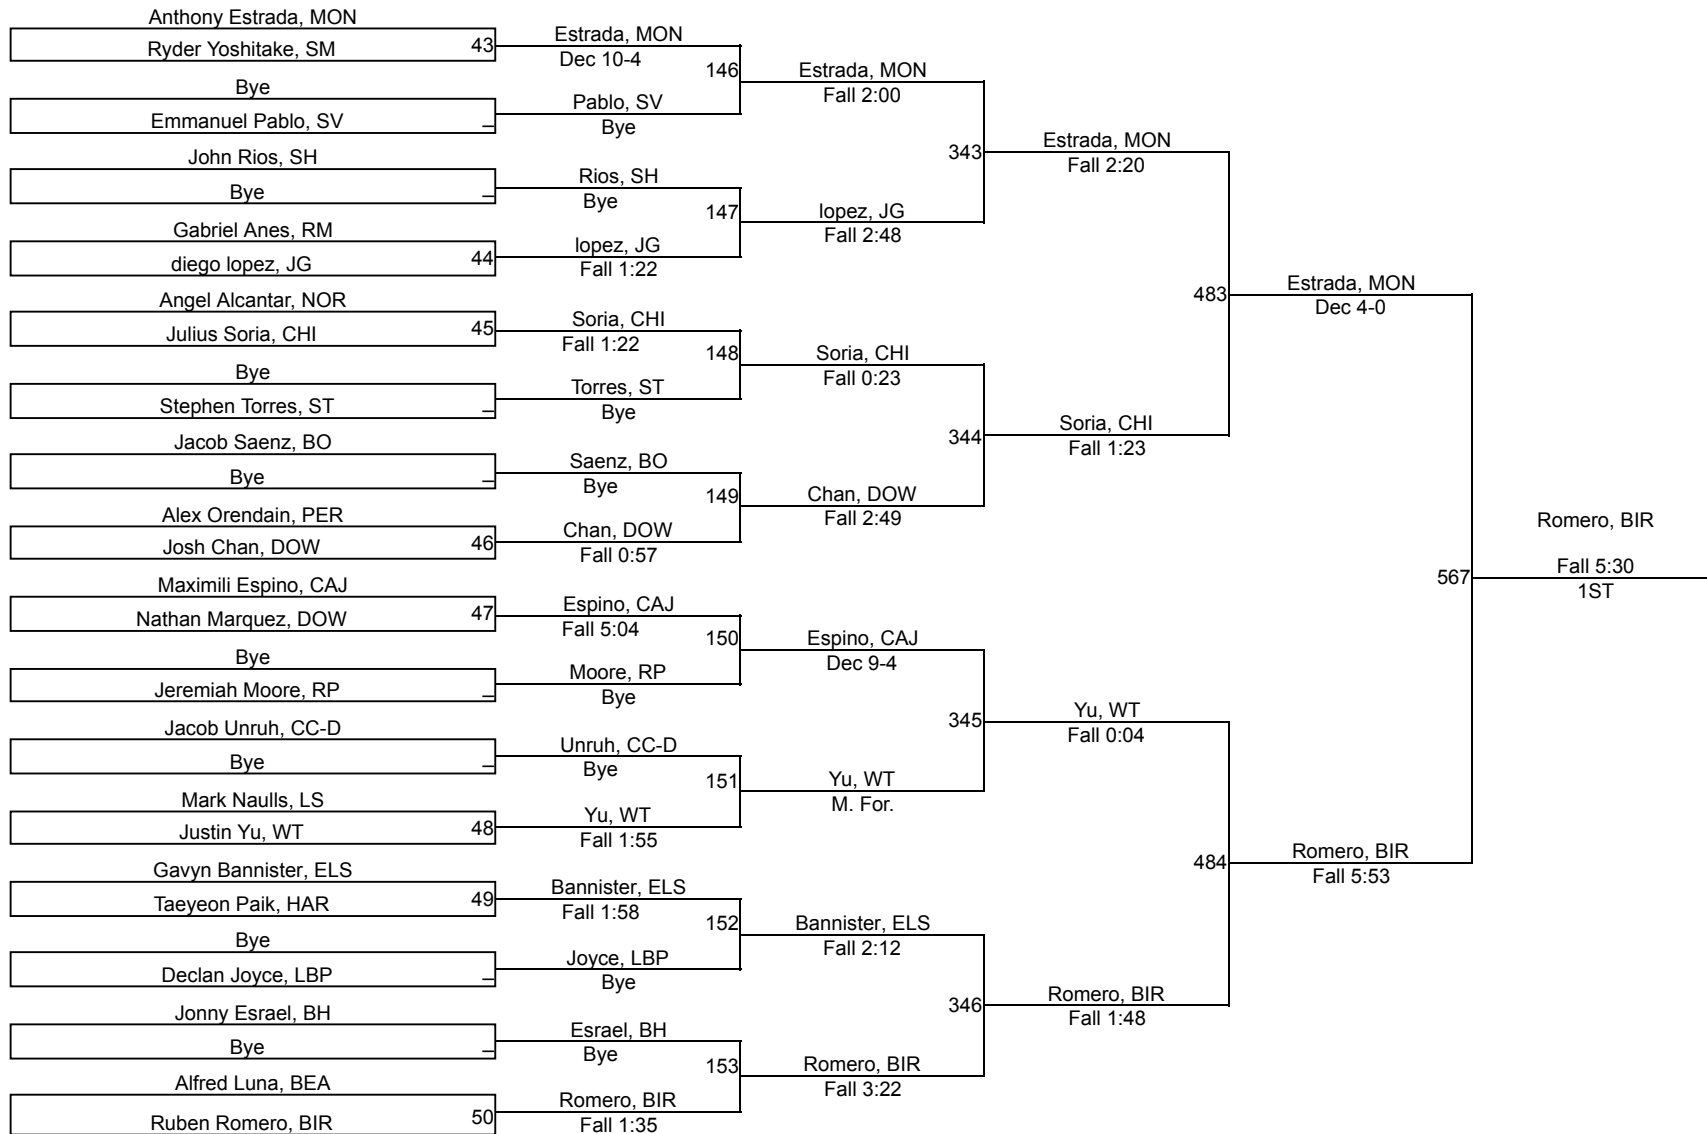 Anthony Estrada, MON
Ryder Yoshitake, SM
43
Bye
Emmanuel Pablo, SV
_
John Rios, SH
Bye
_
Gabriel Anes, RM
diego lopez, JG
44
Angel Alcantar, NOR
Julius Soria, CHI
45
Bye
Stephen Torres, ST
_
Jacob Saenz, BO
Bye
_
Alex Orendain, PER
Josh Chan, DOW
46
Maximili Espino, CAJ
Nathan Marquez, DOW
47
Bye
Jeremiah Moore, RP
_
Jacob Unruh, CC-D
Bye
_
Mark Naulls, LS
Justin Yu, WT
48
Gavyn Bannister, ELS
Taeyeon Paik, HAR
49
Bye
Declan Joyce, LBP
_
Jonny Esrael, BH
Bye
_
Alfred Luna, BEA
Ruben Romero, BIR
50
Estrada, MON
Dec 10-4
146
Pablo, SV
Bye
Rios, SH
Bye
147
lopez, JG
Fall 1:22
Soria, CHI
Fall 1:22
148
Torres, ST
Bye
Saenz, BO
Bye
149
Chan, DOW
Fall 0:57
Espino, CAJ
Fall 5:04
150
Moore, RP
Bye
Unruh, CC-D
Bye
151
Yu, WT
Fall 1:55
Bannister, ELS
Fall 1:58
152
Joyce, LBP
Bye
Esrael, BH
Bye
153
Romero, BIR
Fall 1:35
Estrada, MON
Fall 2:00
343
lopez, JG
Fall 2:48
Soria, CHI
Fall 0:23
344
Chan, DOW
Fall 2:49
Espino, CAJ
Dec 9-4
345
Yu, WT
M. For.
Bannister, ELS
Fall 2:12
346
Romero, BIR
Fall 3:22
Estrada, MON
Fall 2:20
483
Soria, CHI
Fall 1:23
Yu, WT
Fall 0:04
484
Romero, BIR
Fall 1:48
Estrada, MON
Dec 4-0
567
Romero, BIR
Fall 5:53
Romero, BIR
Fall 5:30
1ST